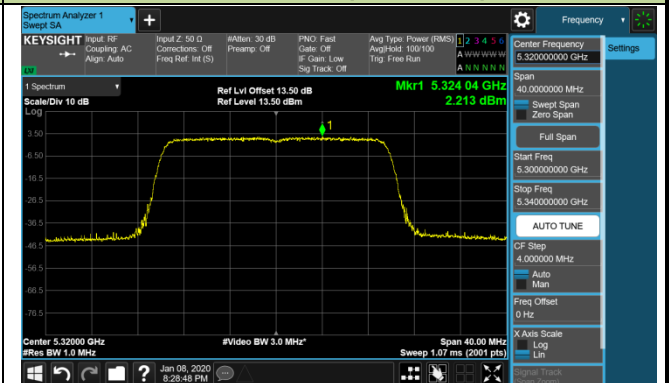 Spectrum Analyzer 1
Swept SA
Frequency
KEYSIGHT
Input: RF
Coupling: AC
Align: Auto
Input Z: 50 Ω
Corrections: Off
Freq Ref: Int (S)
#Atten: 30 dB
Preamp: Off
PNO: Fast
Gate: Off
IF Gain: Low
Sig Track: Off
Avg Type: Power (RMS)
Avg|Hold: 100/100
Trig: Free Run
1 2 3 4 5 6
A W W W W W
A N N N N N
LXI
1 Spectrum
Scale/Div 10 dB
Log
Ref Lvl Offset 13.50 dB
Ref Level 13.50 dBm
Mkr1 5.324 04 GHz
2.213 dBm
1
3.50
-6.50
-16.5
-26.5
-36.5
-46.5
-56.5
-66.5
-76.5
Center 5.32000 GHz
#Res BW 1.0 MHz
#Video BW 3.0 MHz*
Span 40.00 MHz
Sweep 1.07 ms (2001 pts)
Jan 08, 2020
8:28:48 PM
Center Frequency
5.320000000 GHz
Settings
Span
40.0000000 MHz
Swept Span
Zero Span
Full Span
Start Freq
5.300000000 GHz
Stop Freq
5.340000000 GHz
AUTO TUNE
CF Step
4.000000 MHz
Auto
Man
Freq Offset
0 Hz
X Axis Scale
Log
Lin
Signal Track
(Span Zoom)